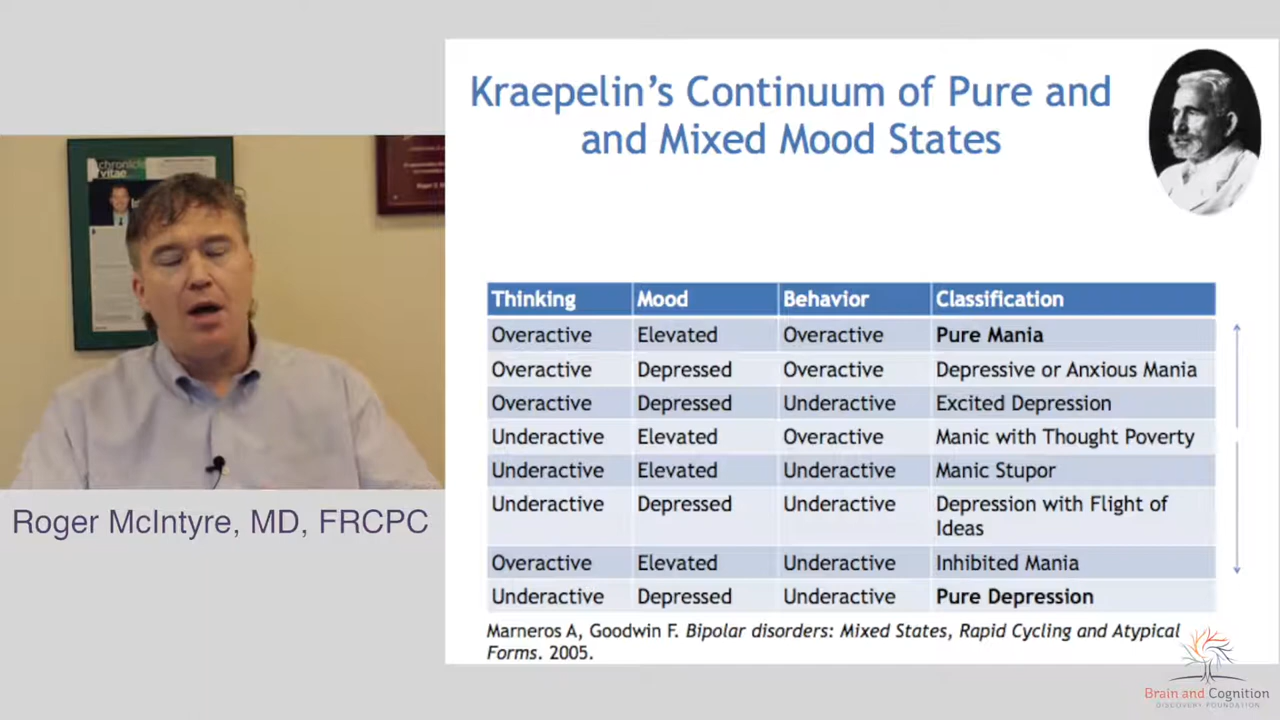 Kraepelin's Continuum of Pure and
and Mixed Mood States
chronicle
vitae
Roger McIntyre, MD, FRCPC
Thinking Mood Behavior Classification
Overactive Elevated Overactive Pure Mania
Overactive Depressed Overactive Depressive or Anxious Mania
Overactive Depressed Underactive Excited Depression
Underactive Elevated Overactive Manic with Thought Poverty
Underactive Elevated Underactive Manic Stupor
Underactive Depressed Underactive Depression with Flight of
Ideas
Overactive Elevated Underactive Inhibited Mania
Underactive Depressed Underactive Pure Depression
Marneros A, Goodwin F. Bipolar disorders: Mixed States, Rapid Cycling and Atypical
Forms. 2005.
Brain and Cognition
DISCOVERY FOUNDATION